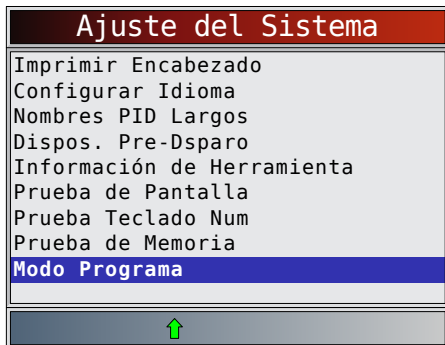 Ajuste del Sistema
Imprimir Encabezado
Configurar Idioma
Nombres PID Largos
Dispos. Pre-Dsparo
Información de Herramienta
Prueba de Pantalla
Prueba Teclado Num
Prueba de Memoria
Modo Programa